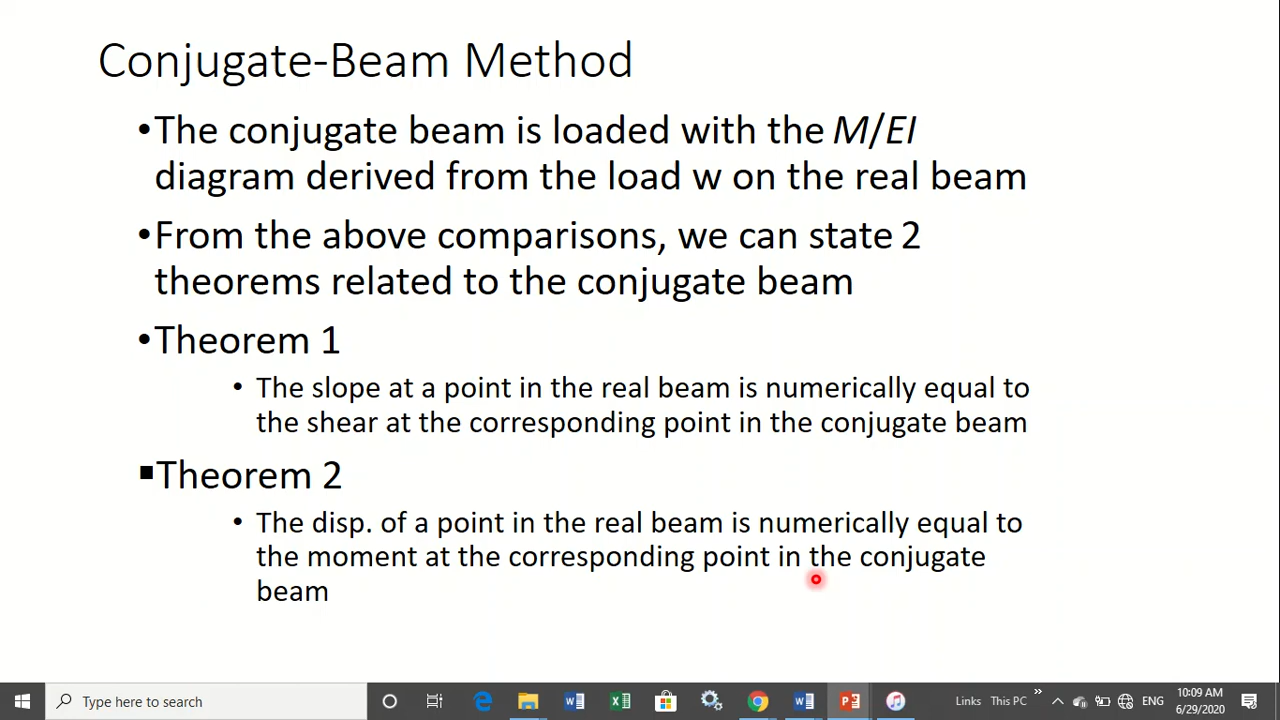 Conjugate-Beam Method
•The conjugate beam is loaded with the M/EI
diagram derived from the load w on the real beam
•From the above comparisons, we can state 2
theorems related to the conjugate beam
•Theorem 1
• The slope at a point in the real beam is numerically equal to
the shear at the corresponding point in the conjugate beam
▪Theorem 2
• The disp. of a point in the real beam is numerically equal to
the moment at the corresponding point in the conjugate
beam
Type here to search
Links This PC » ENG
10:09 AM
6/29/2020